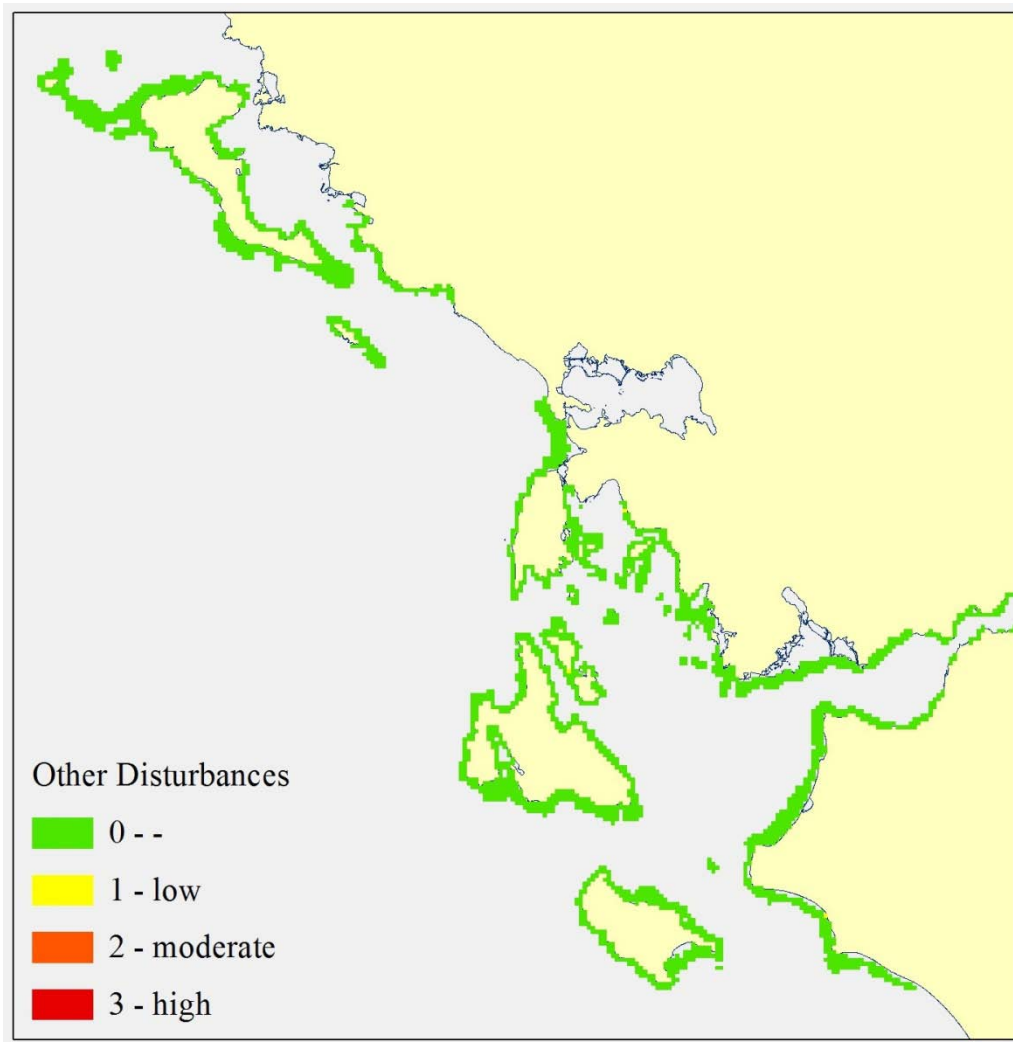 Other Disturbances
0 - -
1 - low
2 - moderate
3 - high